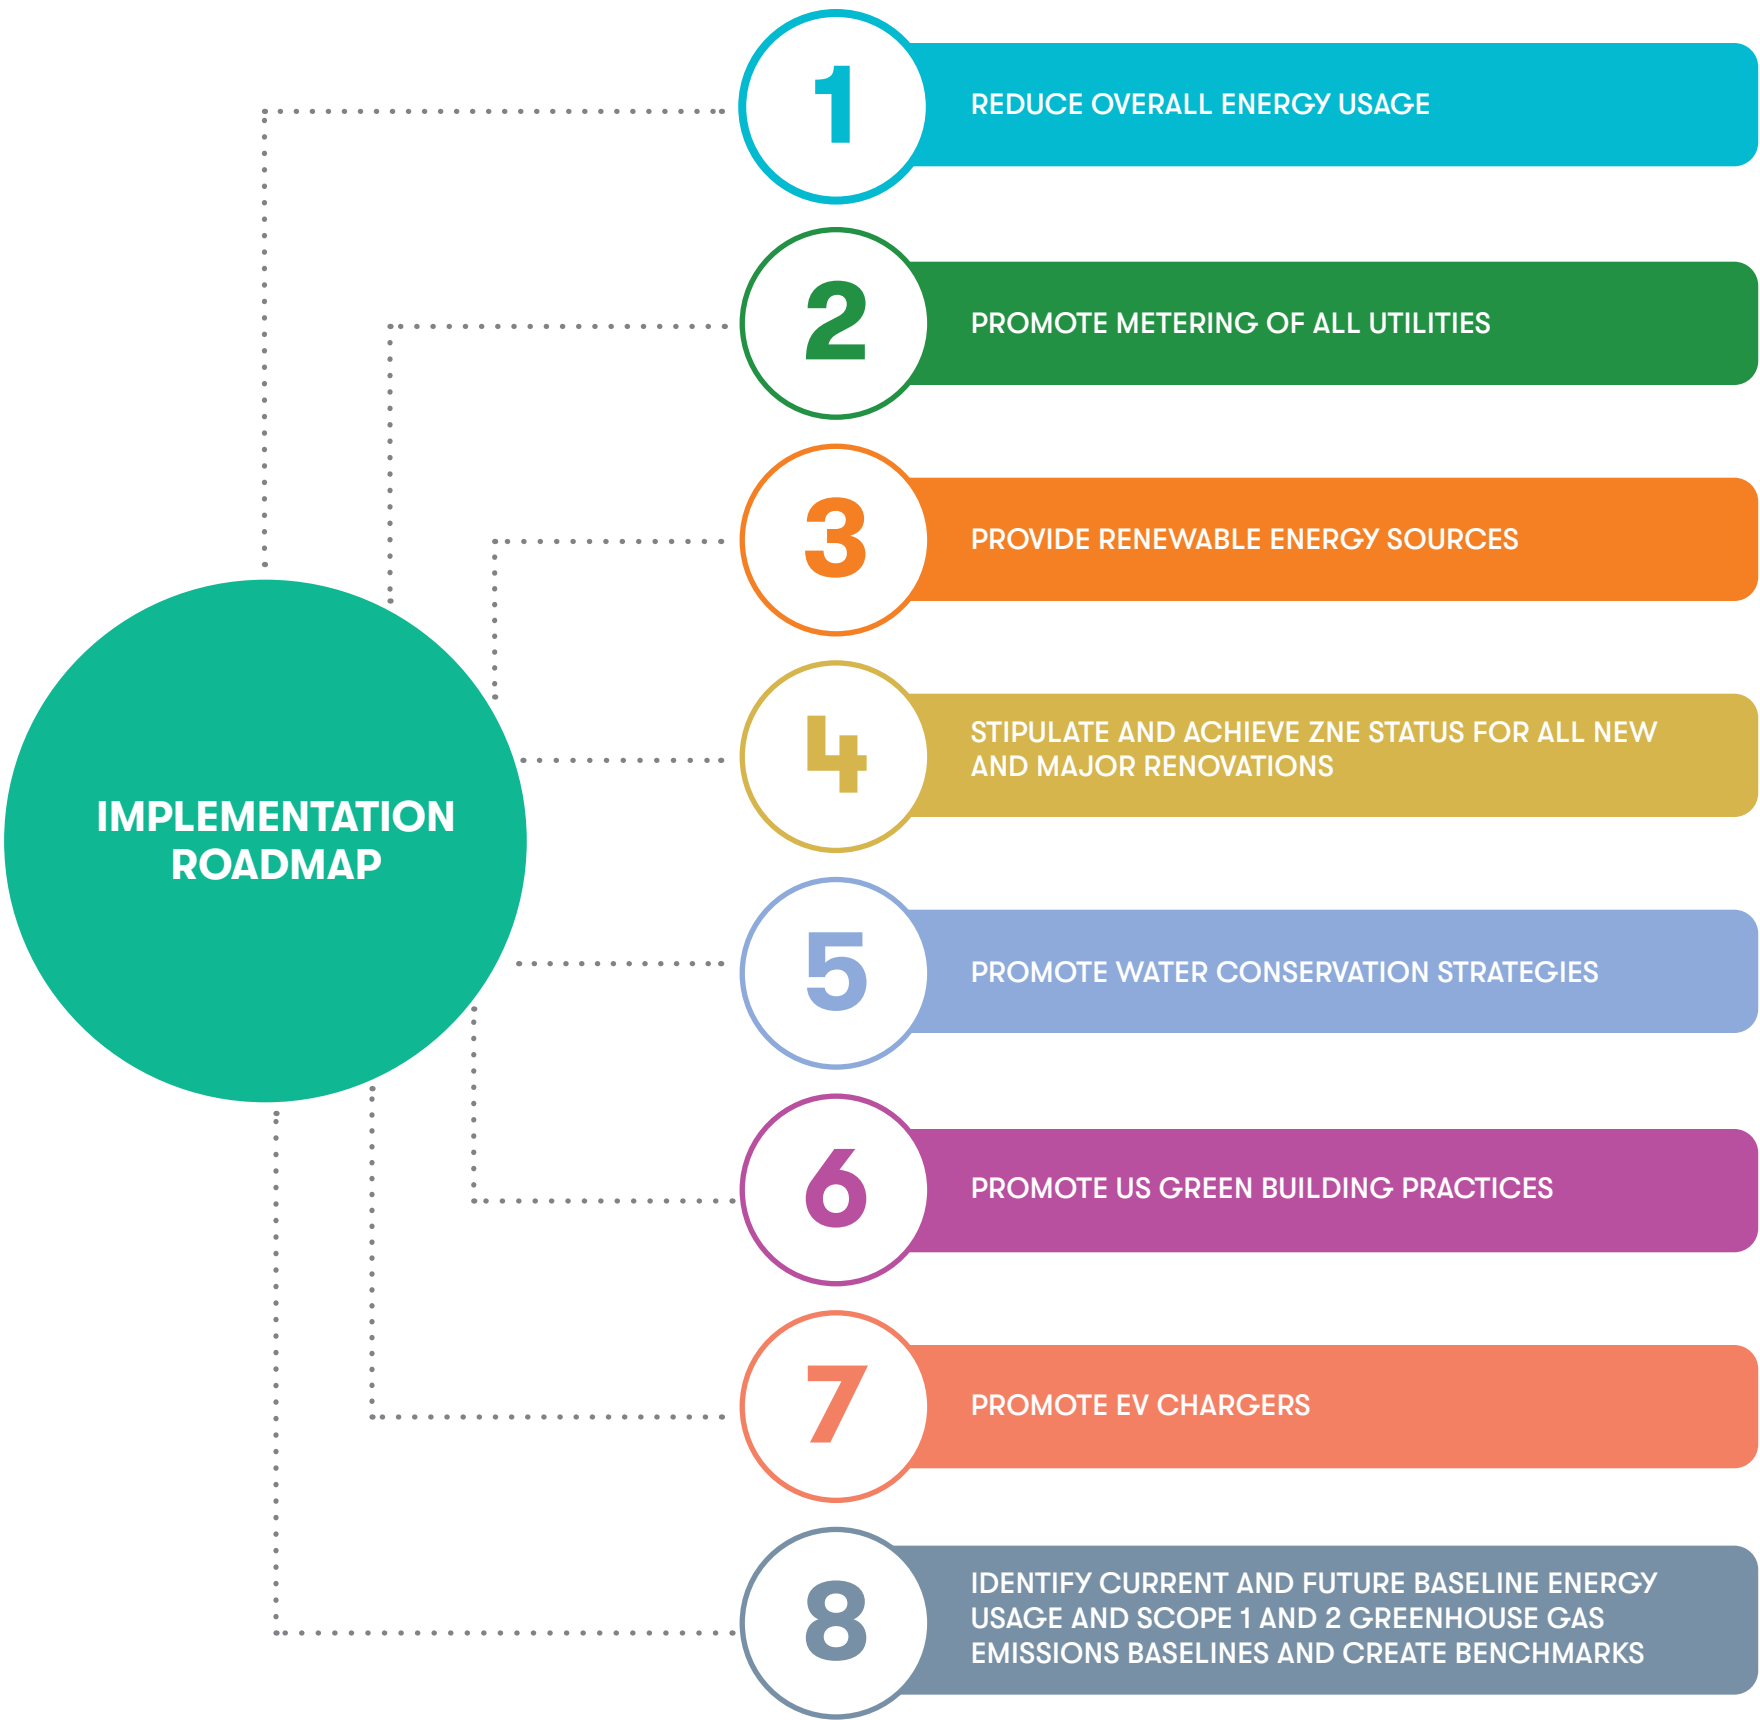 IMPLEMENTATION
ROADMAP
1
REDUCE OVERALL ENERGY USAGE
2
PROMOTE METERING OF ALL UTILITIES
3
PROVIDE RENEWABLE ENERGY SOURCES
4
STIPULATE AND ACHIEVE ZNE STATUS FOR ALL NEW
AND MAJOR RENOVATIONS
5
PROMOTE WATER CONSERVATION STRATEGIES
6
PROMOTE US GREEN BUILDING PRACTICES
7
PROMOTE EV CHARGERS
8
IDENTIFY CURRENT AND FUTURE BASELINE ENERGY
USAGE AND SCOPE 1 AND 2 GREENHOUSE GAS
EMISSIONS BASELINES AND CREATE BENCHMARKS